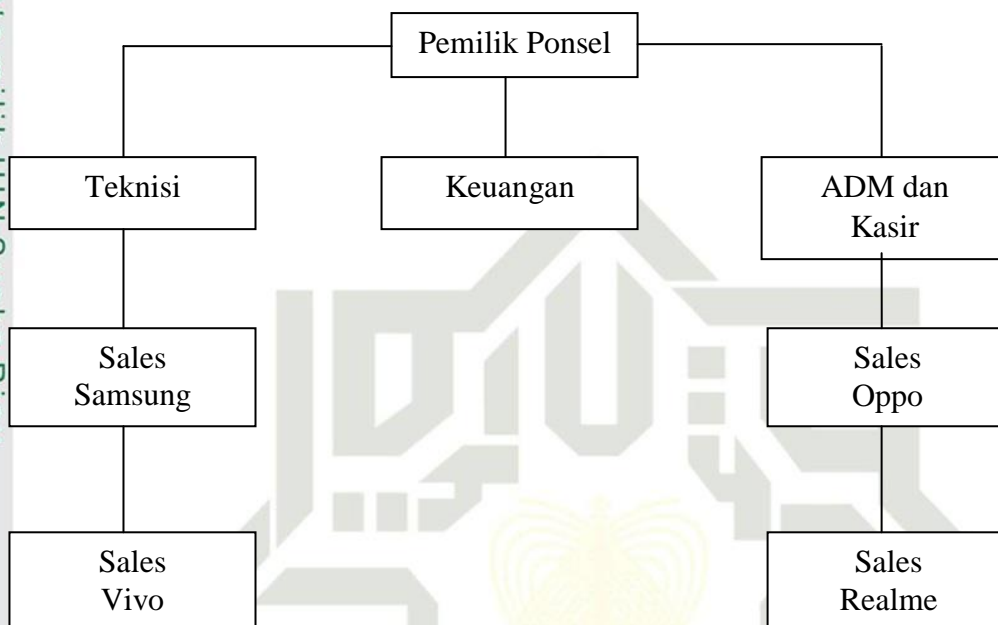 Pemilik Ponsel
Teknisi
Keuangan
ADM dan
Kasir
Sales
Samsung
Sales
Oppo
Sales
Vivo
Sales
Realme